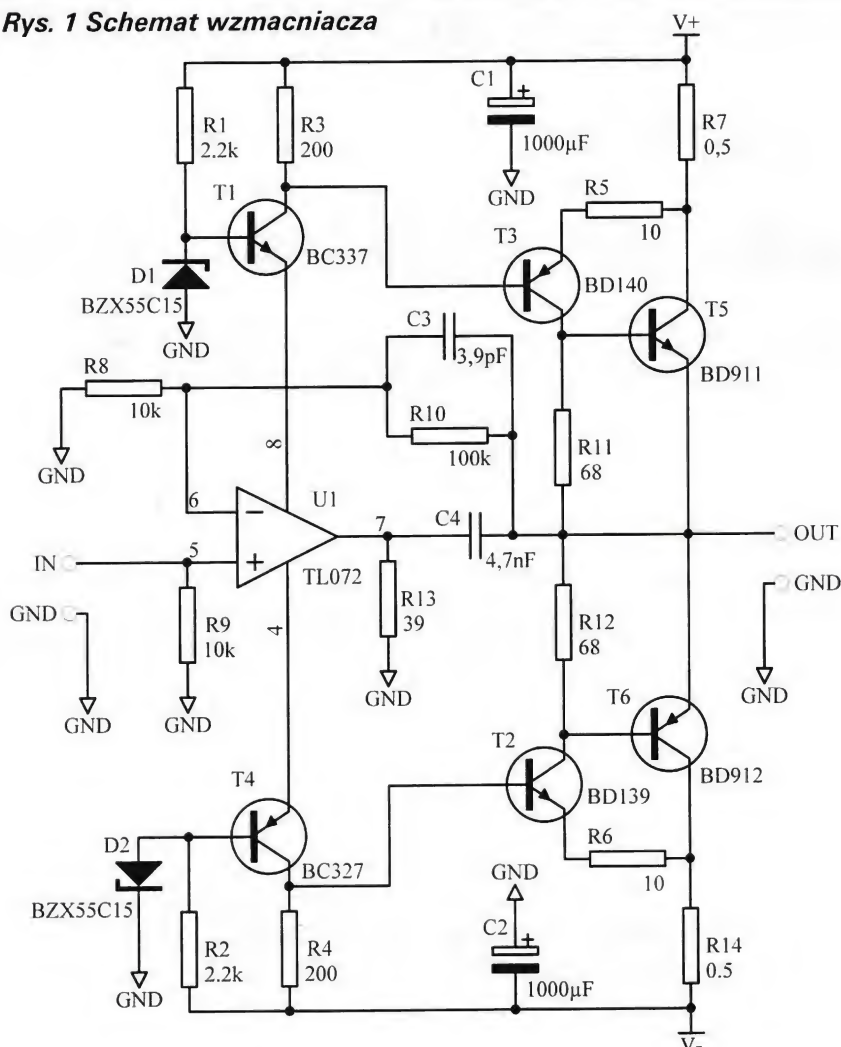 Rys. 1 Schemat wzmacniacza
V+
C1
+
1000µF
GND
R1
2.2k
R3
200
R7
0,5
T1
BC337
R5
10
T3
BD140
D1
BZX55C15
GND
T5
BD911
C3
3,9pF
R8
10k
GND
R10
100k
R11
68
8
6
U1
−
7
C4
4,7nF
OUT
IN
5
+
TL072
GND
GND
R9
10k
R13
39
R12
68
4
GND
GND
GND
T6
BD912
T2
BD139
T4
BC327
D2
BZX55C15
R6
10
GND
C2
+
1000µF
R2
2.2k
R4
200
R14
0.5
GND
V-